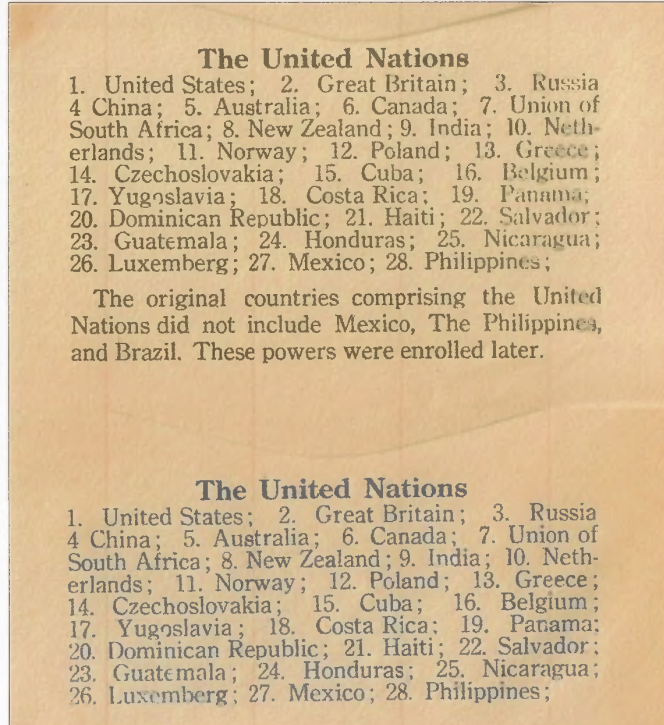 The United Nations
1. United States; 2. Great Britain; 3. Russia
4 China; 5. Australia; 6. Canada; 7. Union of
South Africa; 8. New Zealand; 9. India; 10. Neth-
erlands; 11. Norway; 12. Poland; 13. Greece;
14. Czechoslovakia; 15. Cuba; 16. Belgium;
17. Yugoslavia; 18. Costa Rica; 19. Panama;
20. Dominican Republic; 21. Haiti; 22. Salvador;
23. Guatemala; 24. Honduras; 25. Nicaragua;
26. Luxemberg; 27. Mexico; 28. Philippines;
The original countries comprising the United
Nations did not include Mexico, The Philippines,
and Brazil. These powers were enrolled later.
The United Nations
1. United States; 2. Great Britain; 3. Russia
4 China; 5. Australia; 6. Canada; 7. Union of
South Africa; 8. New Zealand; 9. India; 10. Neth-
erlands; 11. Norway; 12. Poland; 13. Greece;
14. Czechoslovakia; 15. Cuba; 16. Belgium;
17. Yugoslavia; 18. Costa Rica; 19. Panama;
20. Dominican Republic; 21. Haiti; 22. Salvador;
23. Guatemala; 24. Honduras; 25. Nicaragua;
26. Luxemberg; 27. Mexico; 28. Philippines;